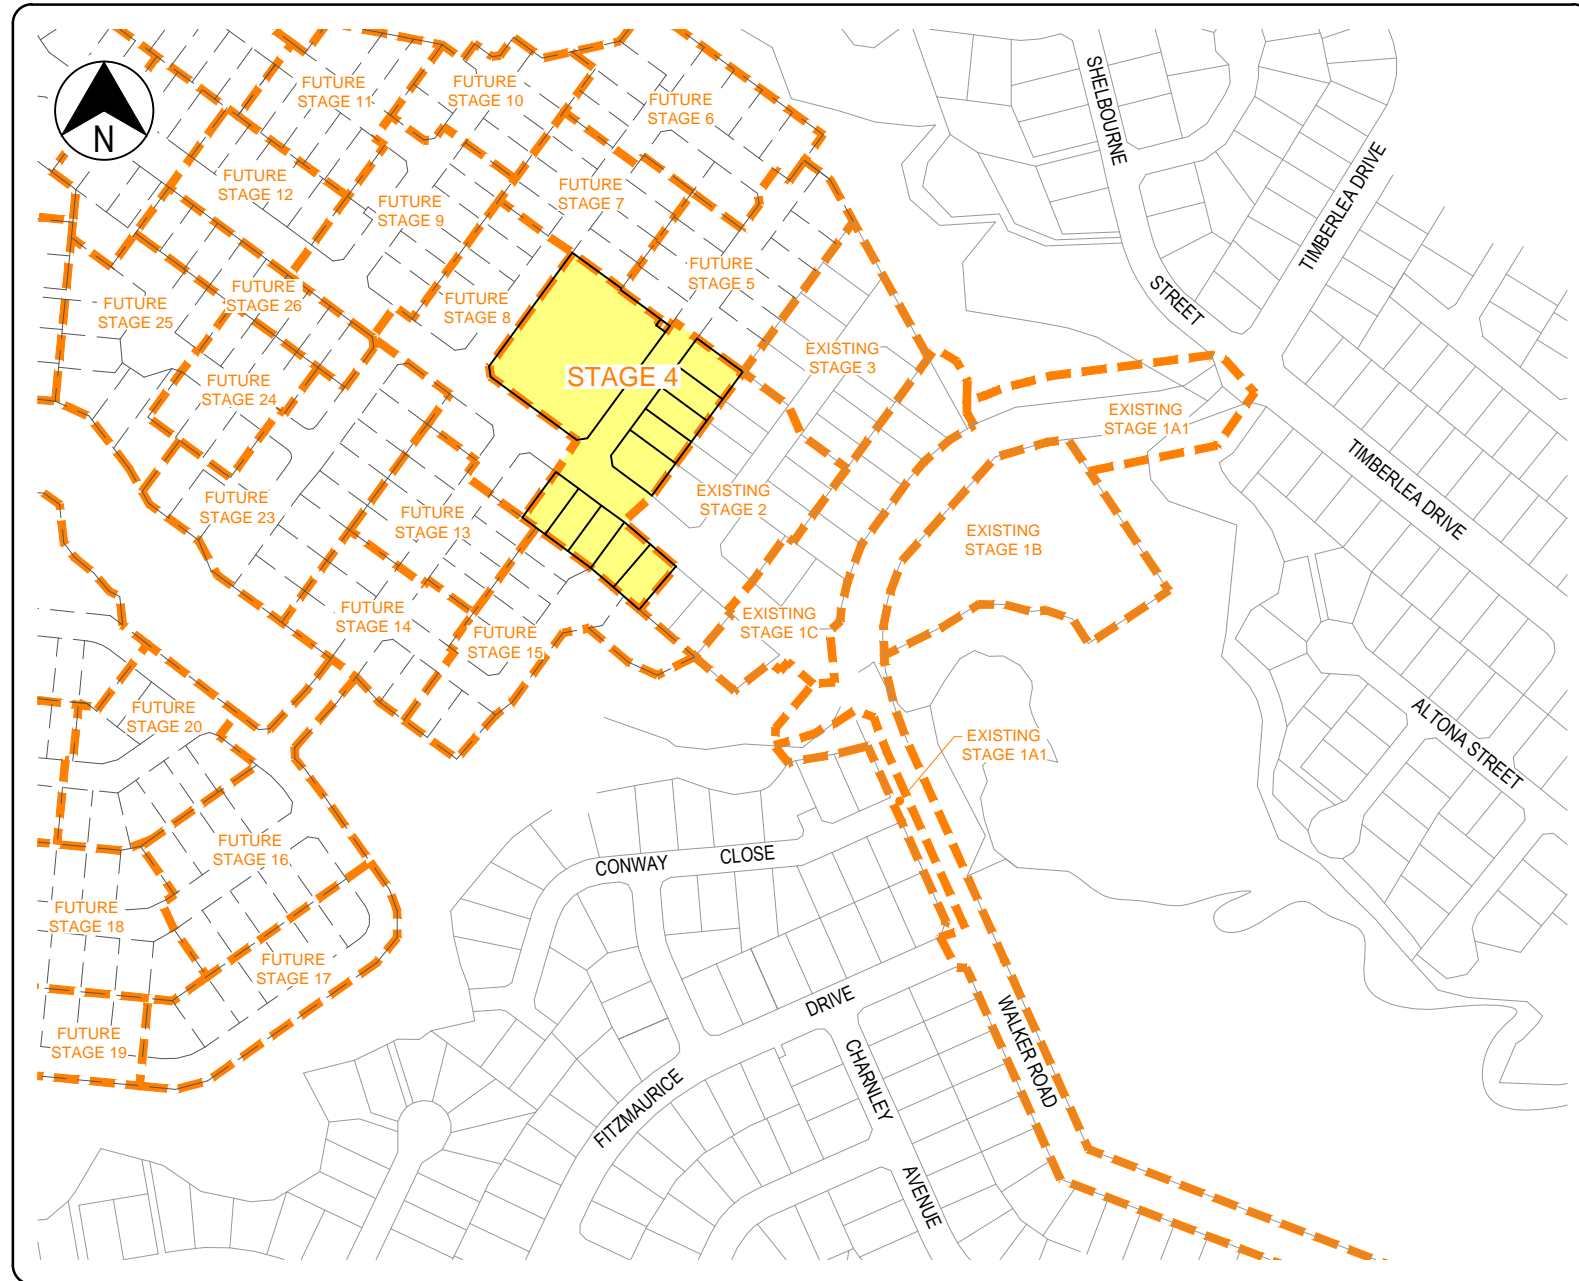 N
FUTURE
STAGE 11
FUTURE
STAGE 10
FUTURE
STAGE 6
SHELBOURNE
STREET
TIMBERLEA DRIVE
FUTURE
STAGE 12
FUTURE
STAGE 9
FUTURE
STAGE 7
FUTURE
STAGE 5
FUTURE
STAGE 25
FUTURE
STAGE 26
FUTURE
STAGE 8
STAGE 4
EXISTING
STAGE 3
EXISTING
STAGE 1A1
FUTURE
STAGE 24
TIMBERLEA DRIVE
FUTURE
STAGE 23
FUTURE
STAGE 13
EXISTING
STAGE 2
EXISTING
STAGE 1B
FUTURE
STAGE 14
FUTURE
STAGE 15
EXISTING
STAGE 1C
FUTURE
STAGE 20
EXISTING
STAGE 1A1
ALTONA STREET
FUTURE
STAGE 16
CONWAY CLOSE
FUTURE
STAGE 18
FUTURE
STAGE 17
FUTURE
STAGE 19
FITZMAURICE
DRIVE
CHARNLEY
AVENUE
WALKER ROAD